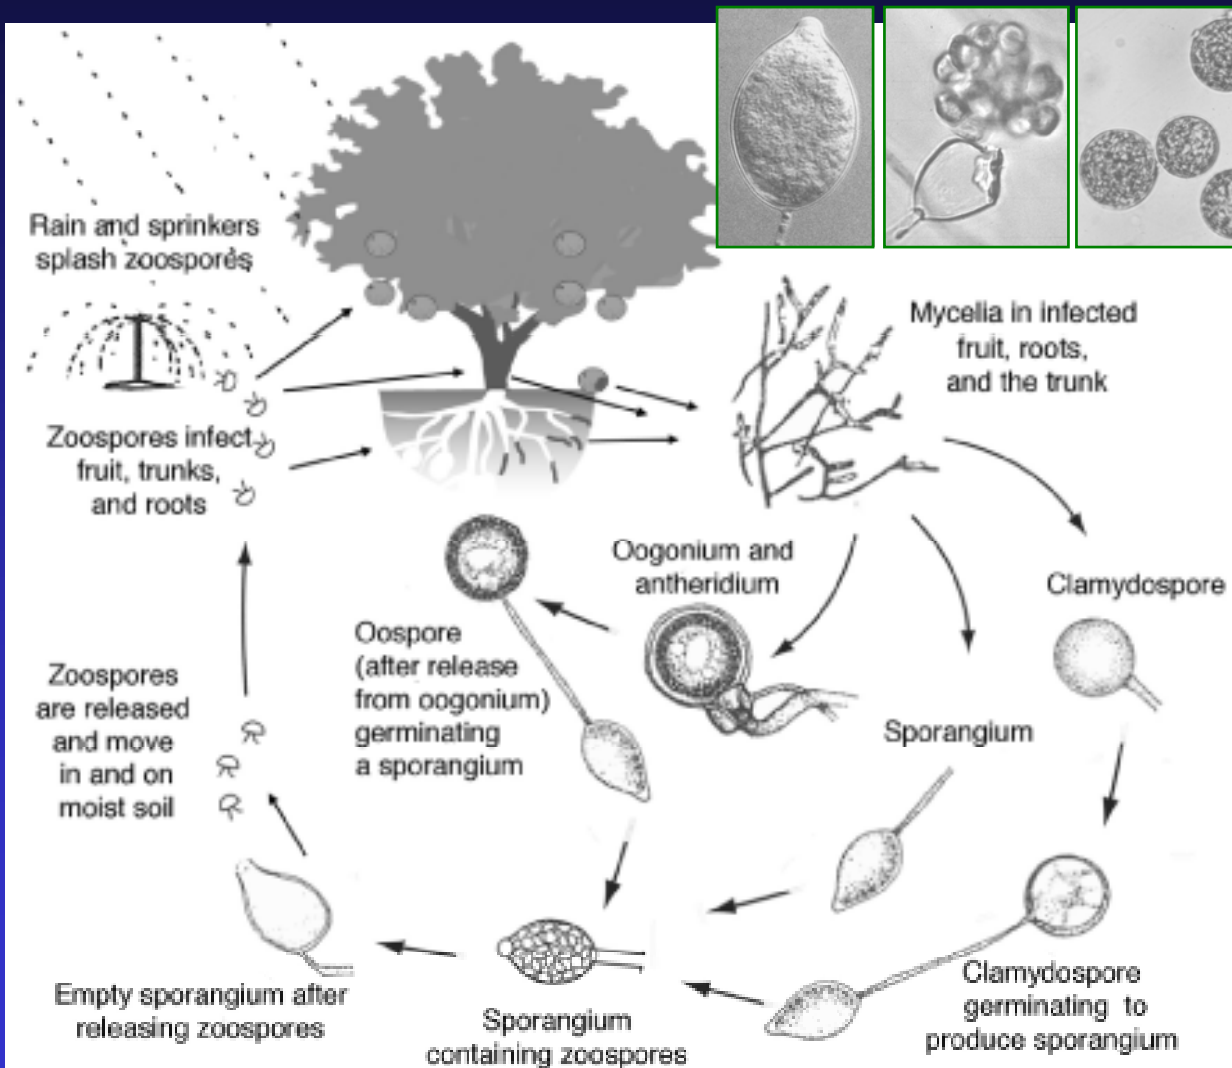 Rain and sprinkers
splash zoospores
Zoospores infect
fruit, trunks,
and roots
Mycelia in infected
fruit, roots,
and the trunk
Oogonium and
antheridium
Clamydospore
Oospore
(after release
from oogonium)
germinating
a sporangium
Zoospores
are released
and move
in and on
moist soil
Sporangium
Empty sporangium after
releasing zoospores
Sporangium
containing zoospores
Clamydospore
germinating to
produce sporangium